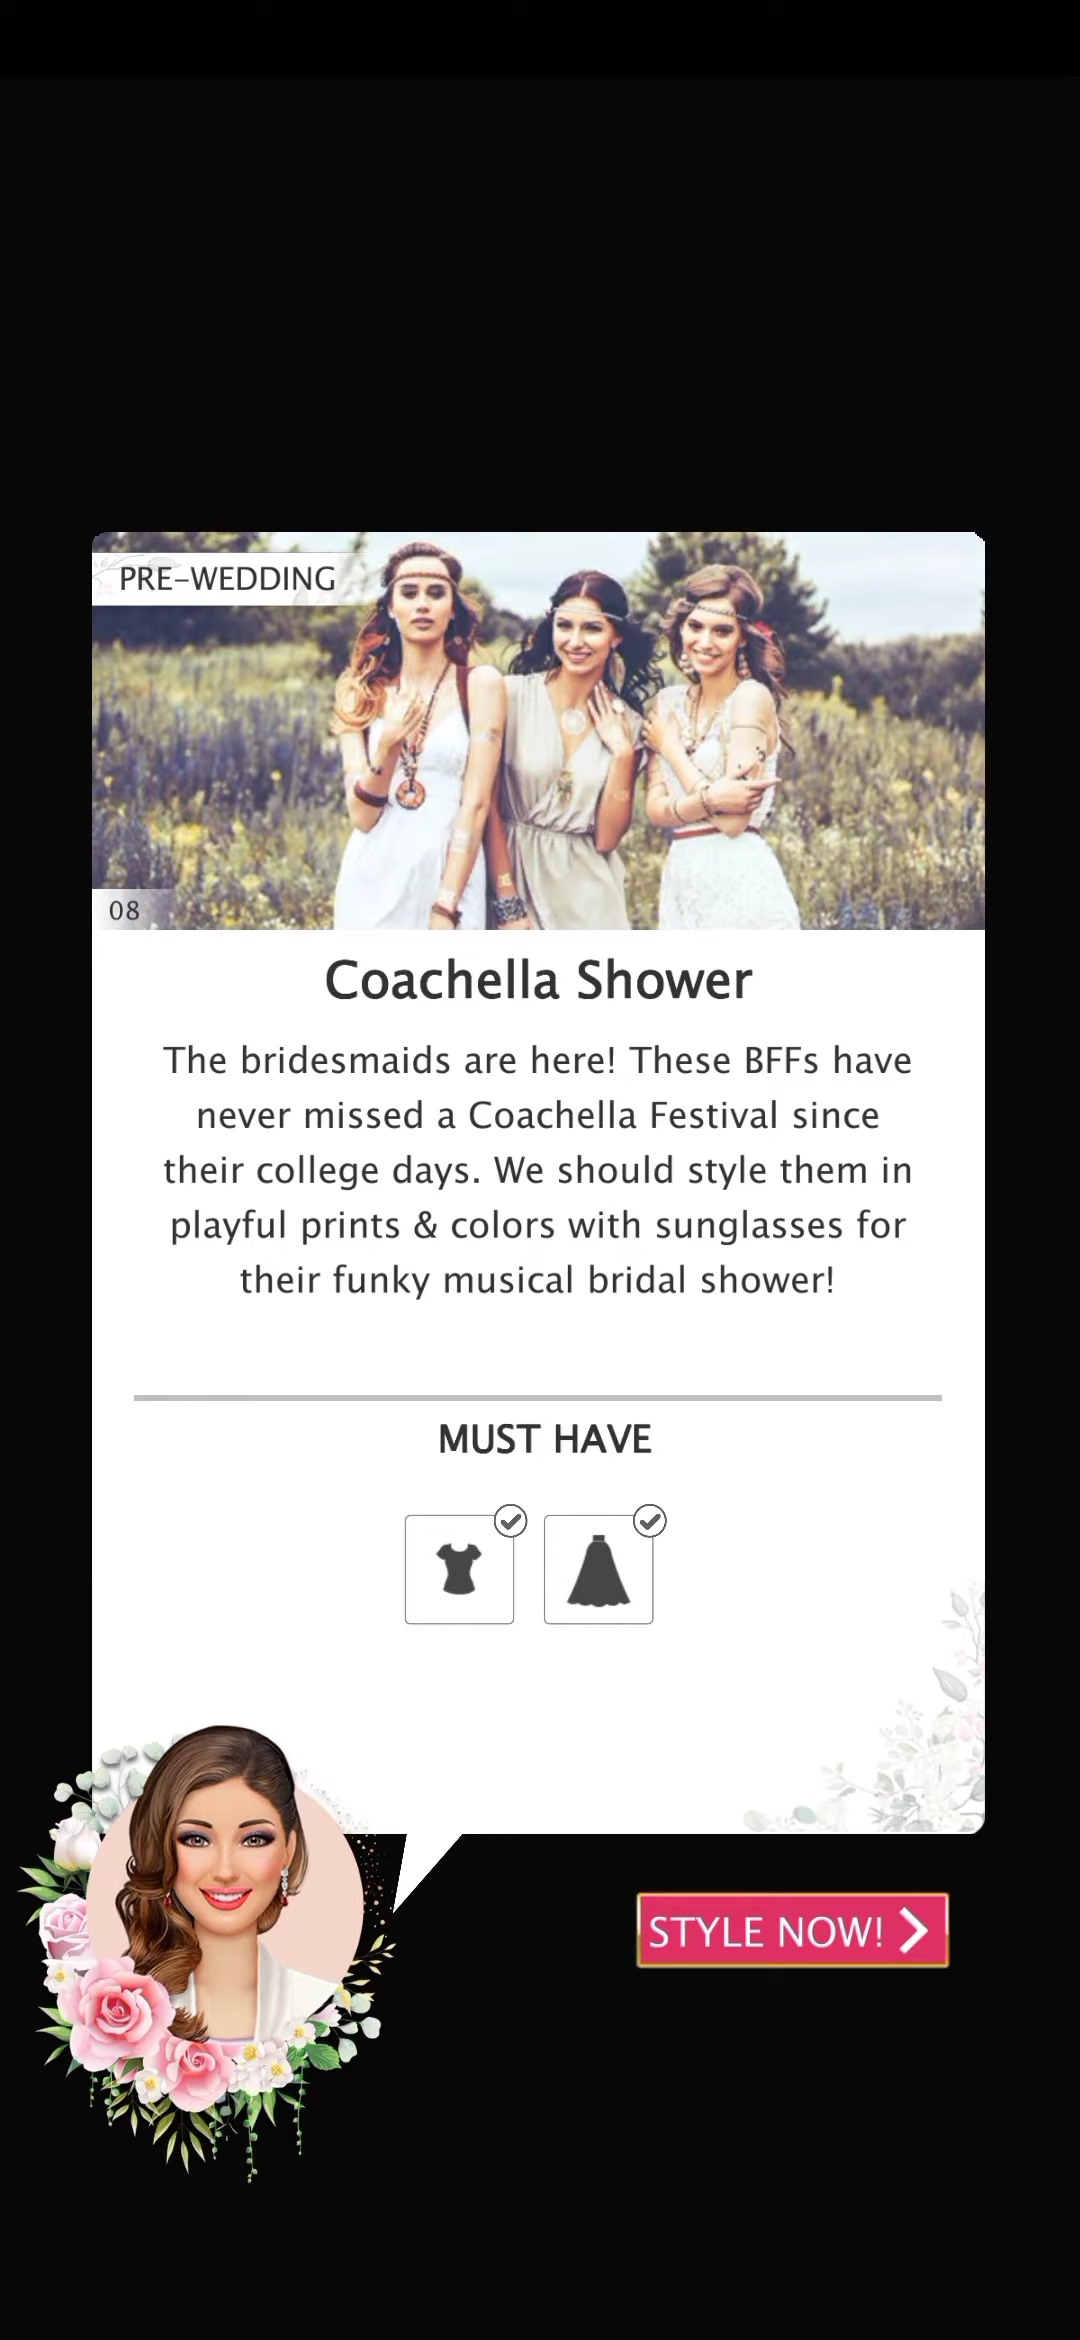 PRE-WEDDING
08
Coachella Shower
The bridesmaids are here! These BFFs have
never missed a Coachella Festival since
their college days. We should style them in
playful prints & colors with sunglasses for
their funky musical bridal shower!
MUST HAVE
STYLE NOW!